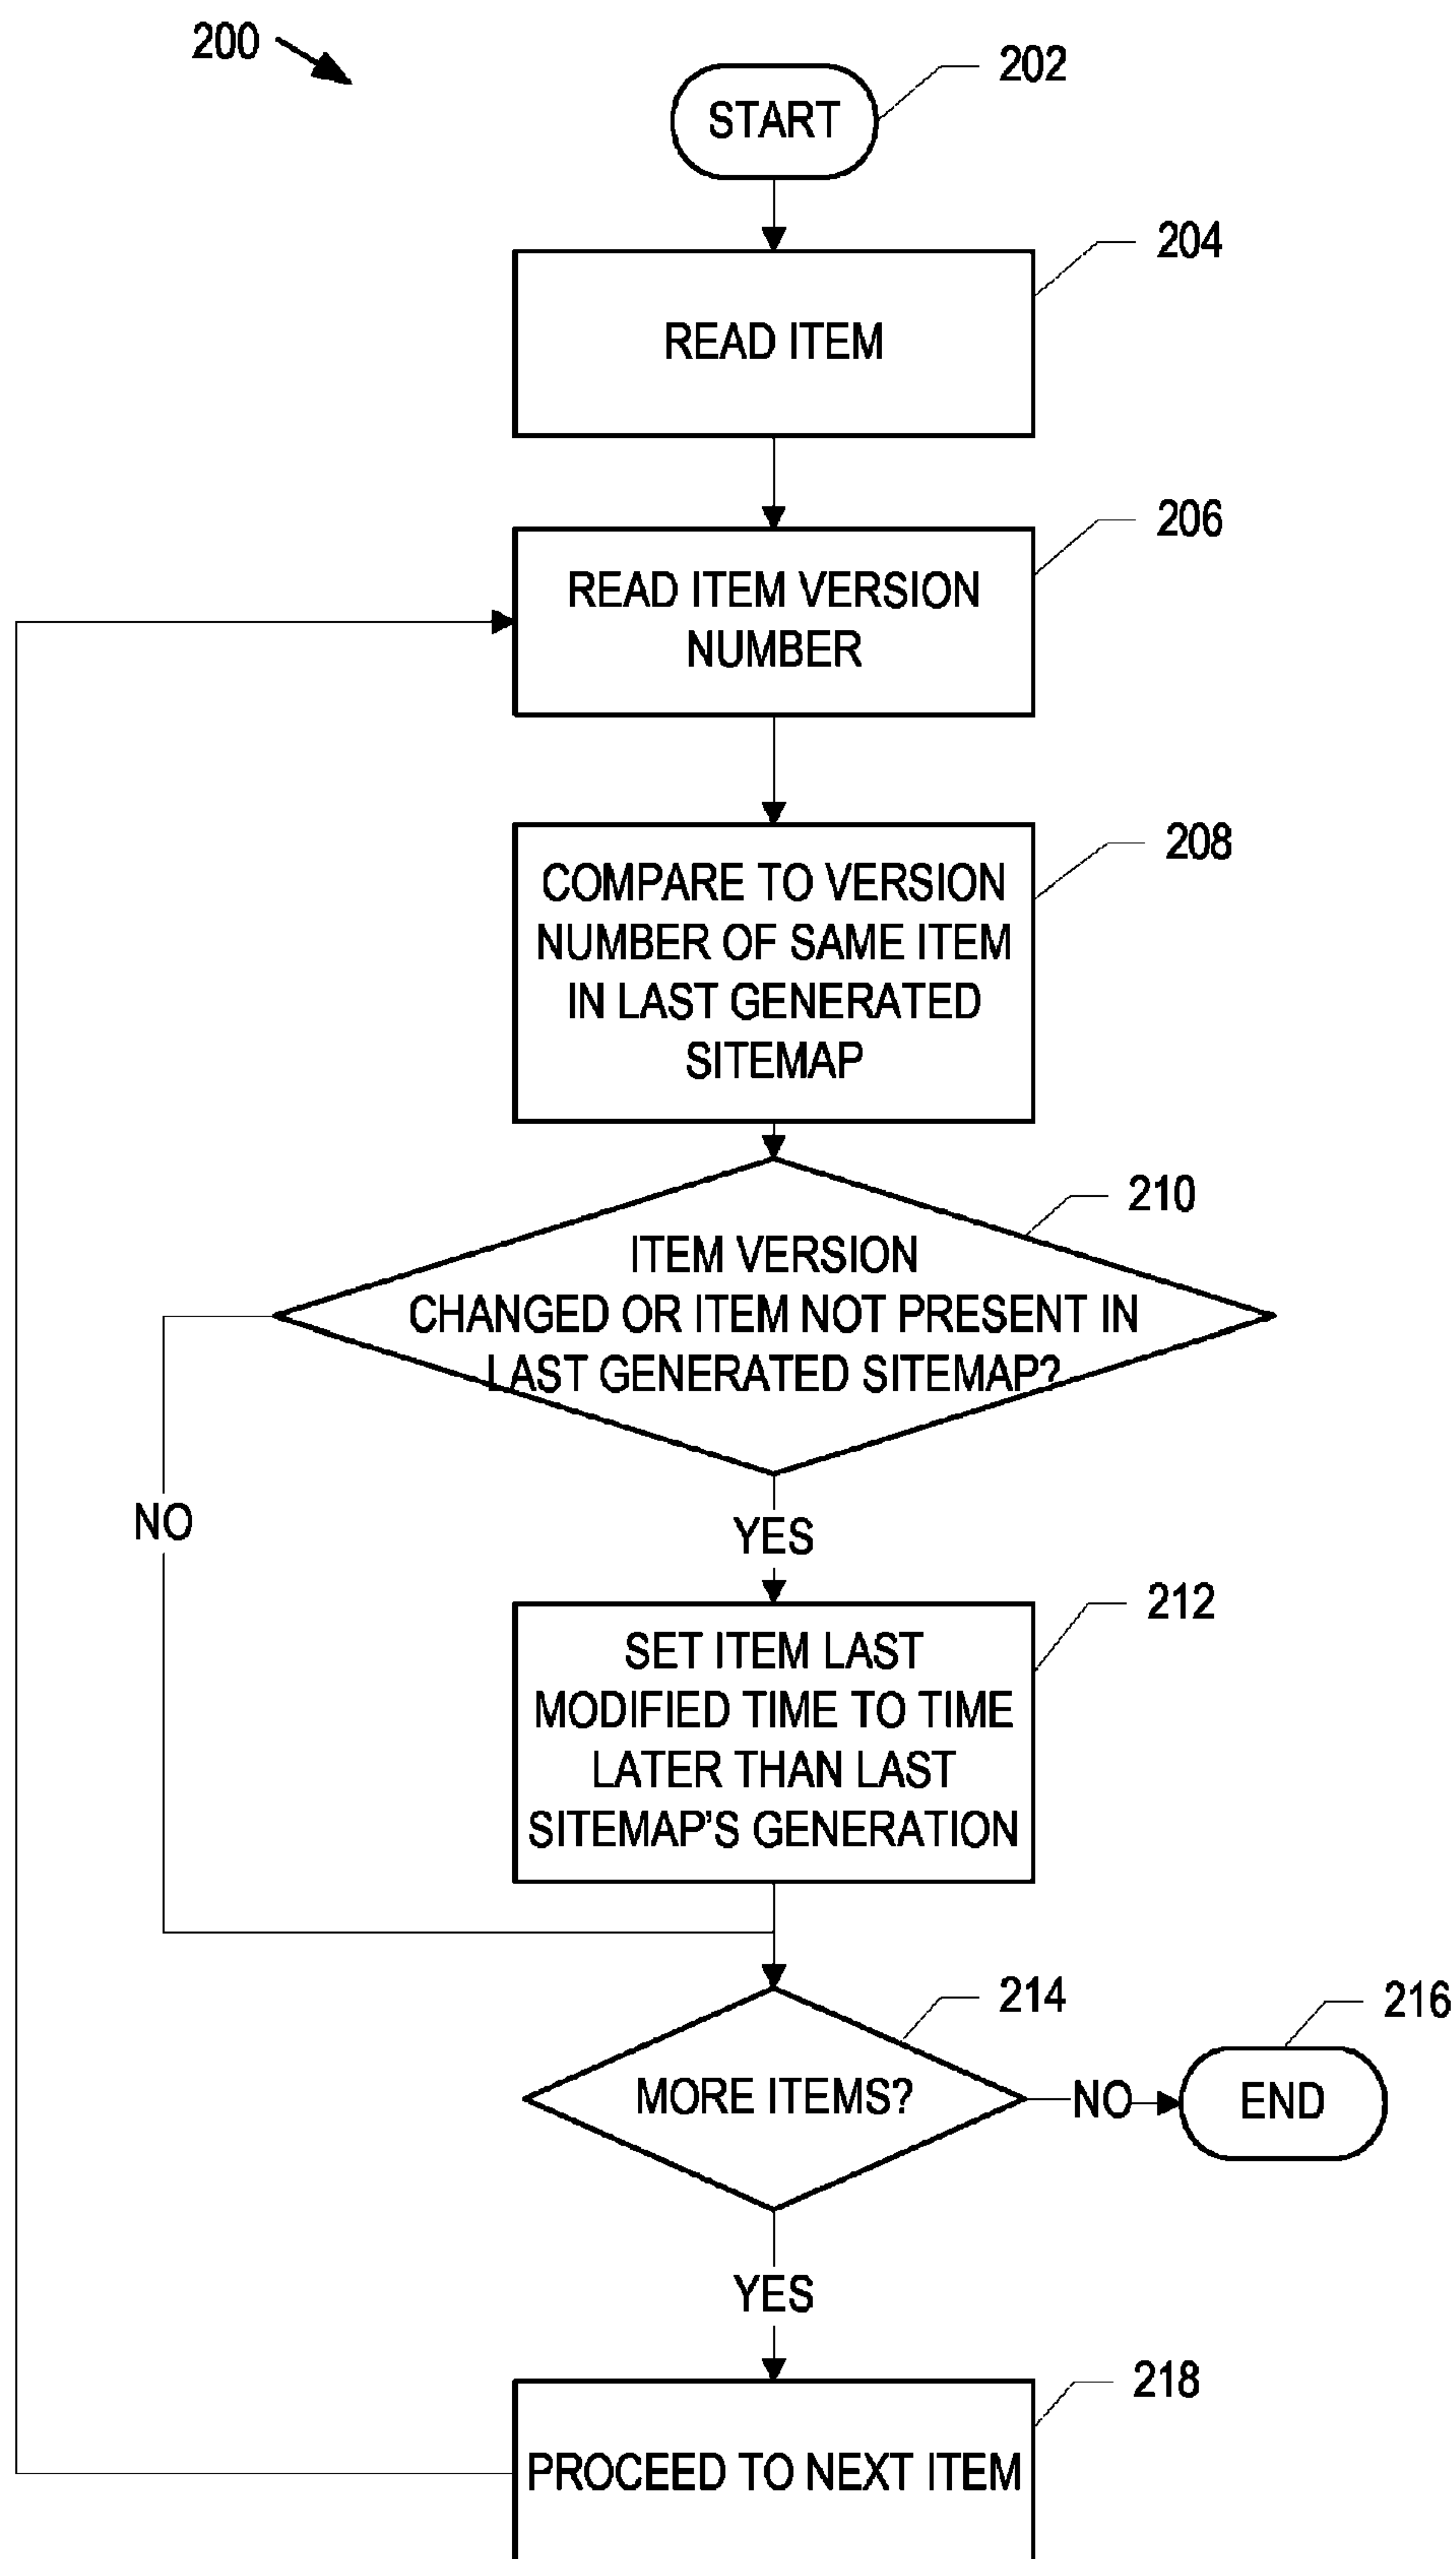 200
202
START
204
READ ITEM
206
READ ITEM VERSION
NUMBER
208
COMPARE TO VERSION
NUMBER OF SAME ITEM
IN LAST GENERATED
SITEMAP
210
ITEM VERSION
CHANGED OR ITEM NOT PRESENT IN
LAST GENERATED SITEMAP?
NO
YES
212
SET ITEM LAST
MODIFIED TIME TO TIME
LATER THAN LAST
SITEMAP'S GENERATION
214
216
MORE ITEMS?
NO
END
YES
218
PROCEED TO NEXT ITEM